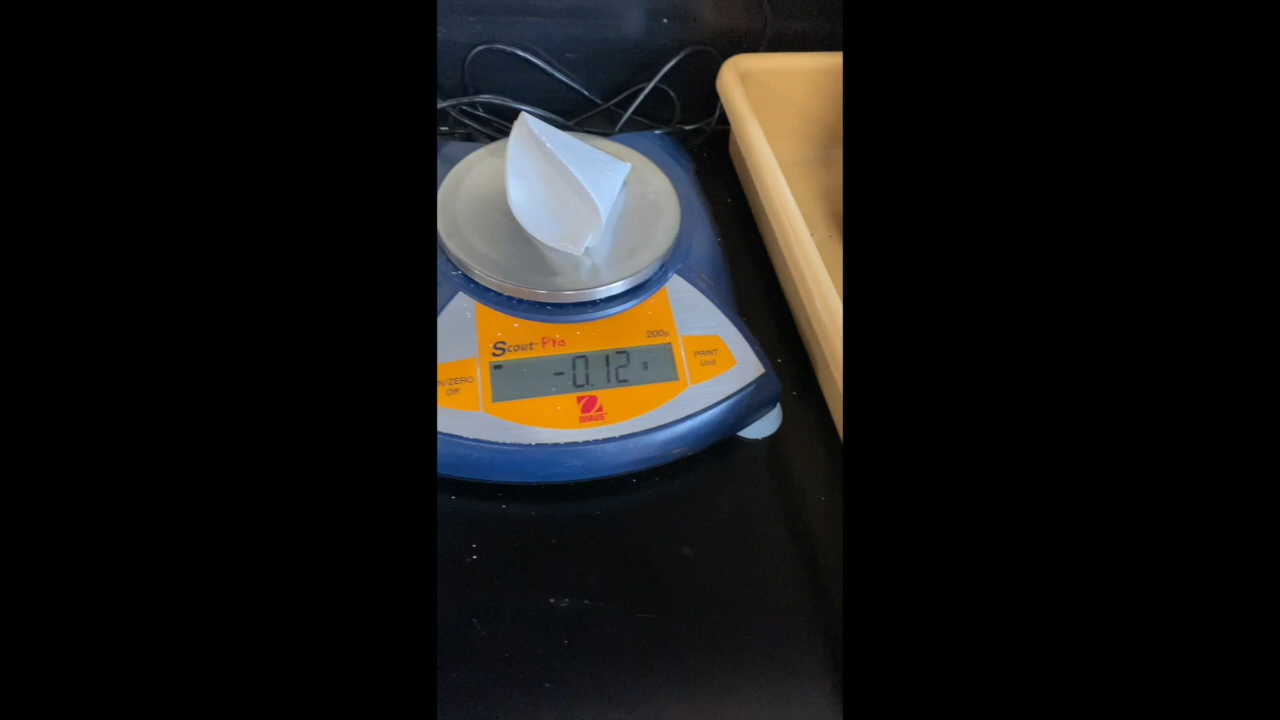 200g
Scout Pro
PRINT
Unit
-0.12 g
N/ZERO
Off
OHAUS